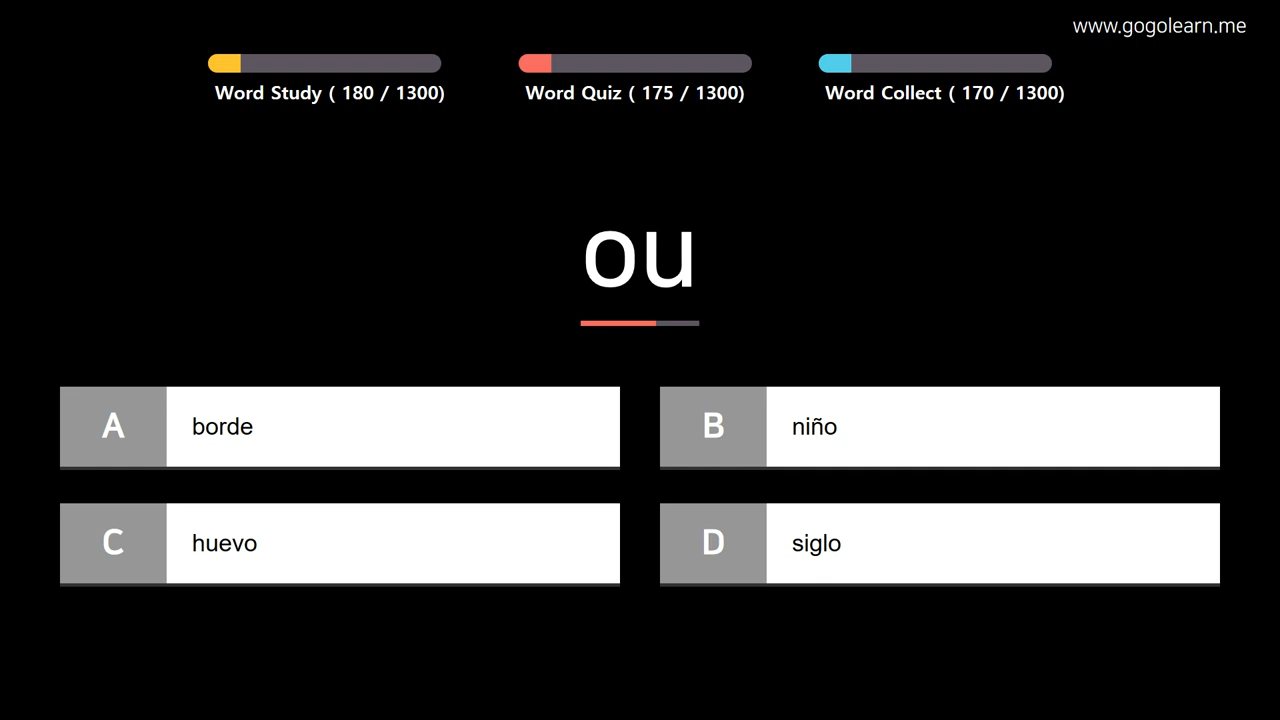 www.gogolearn.me
Word Study ( 180 / 1300)
Word Quiz ( 175 / 1300)
Word Collect ( 170 / 1300)
ou
A borde
B niño
C huevo
D siglo